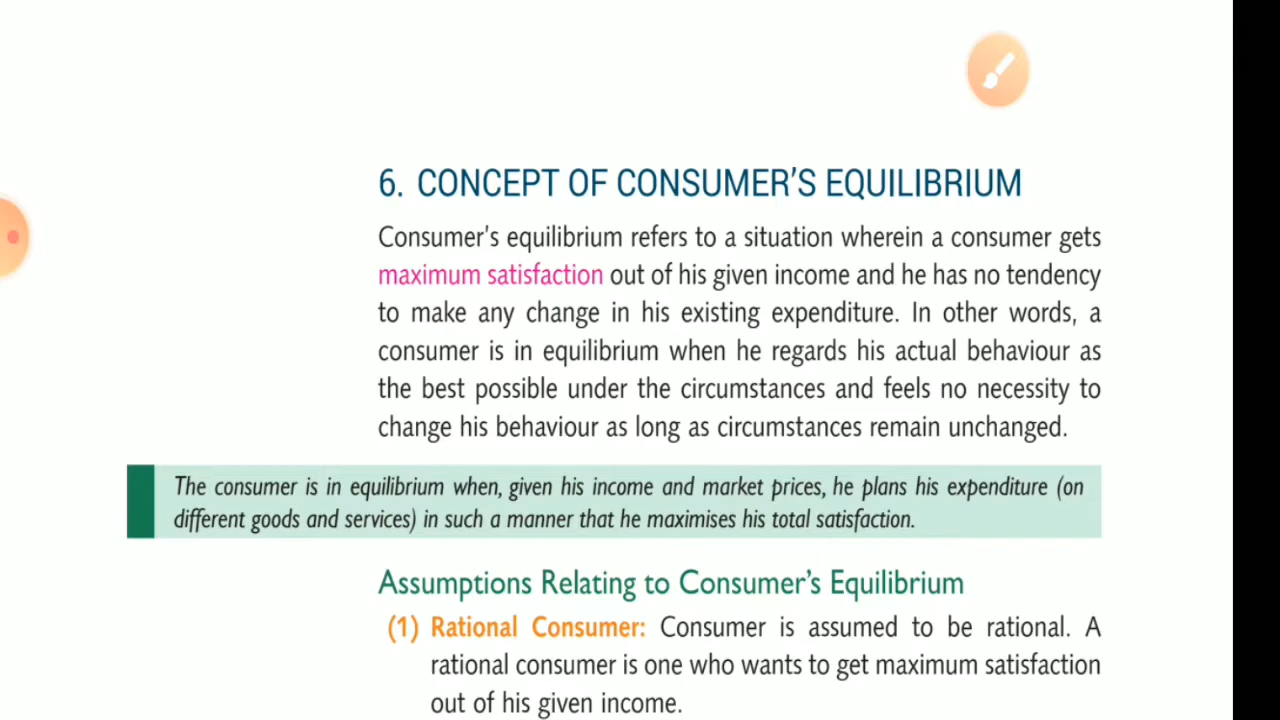 6. CONCEPT OF CONSUMER'S EQUILIBRIUM
Consumer's equilibrium refers to a situation wherein a consumer gets
maximum satisfaction out of his given income and he has no tendency
to make any change in his existing expenditure. In other words, a
consumer is in equilibrium when he regards his actual behaviour as
the best possible under the circumstances and feels no necessity to
change his behaviour as long as circumstances remain unchanged.
The consumer is in equilibrium when, given his income and market prices, he plans his expenditure (on
different goods and services) in such a manner that he maximises his total satisfaction.
Assumptions Relating to Consumer's Equilibrium
(1) Rational Consumer: Consumer is assumed to be rational. A
rational consumer is one who wants to get maximum satisfaction
out of his given income.